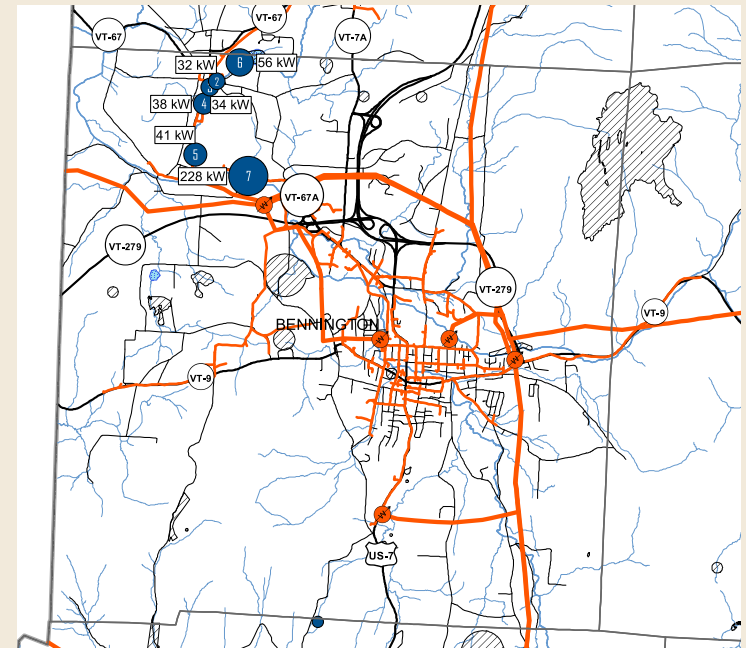 VT-67
VT-67
VT-7A
32 kW
6
56 kW
2
3
38 kW
4
34 kW
41 kW
5
228 kW
7
VT-67A
VT-279
VT-279
VT-9
BENNINGTON
VT-9
US-7